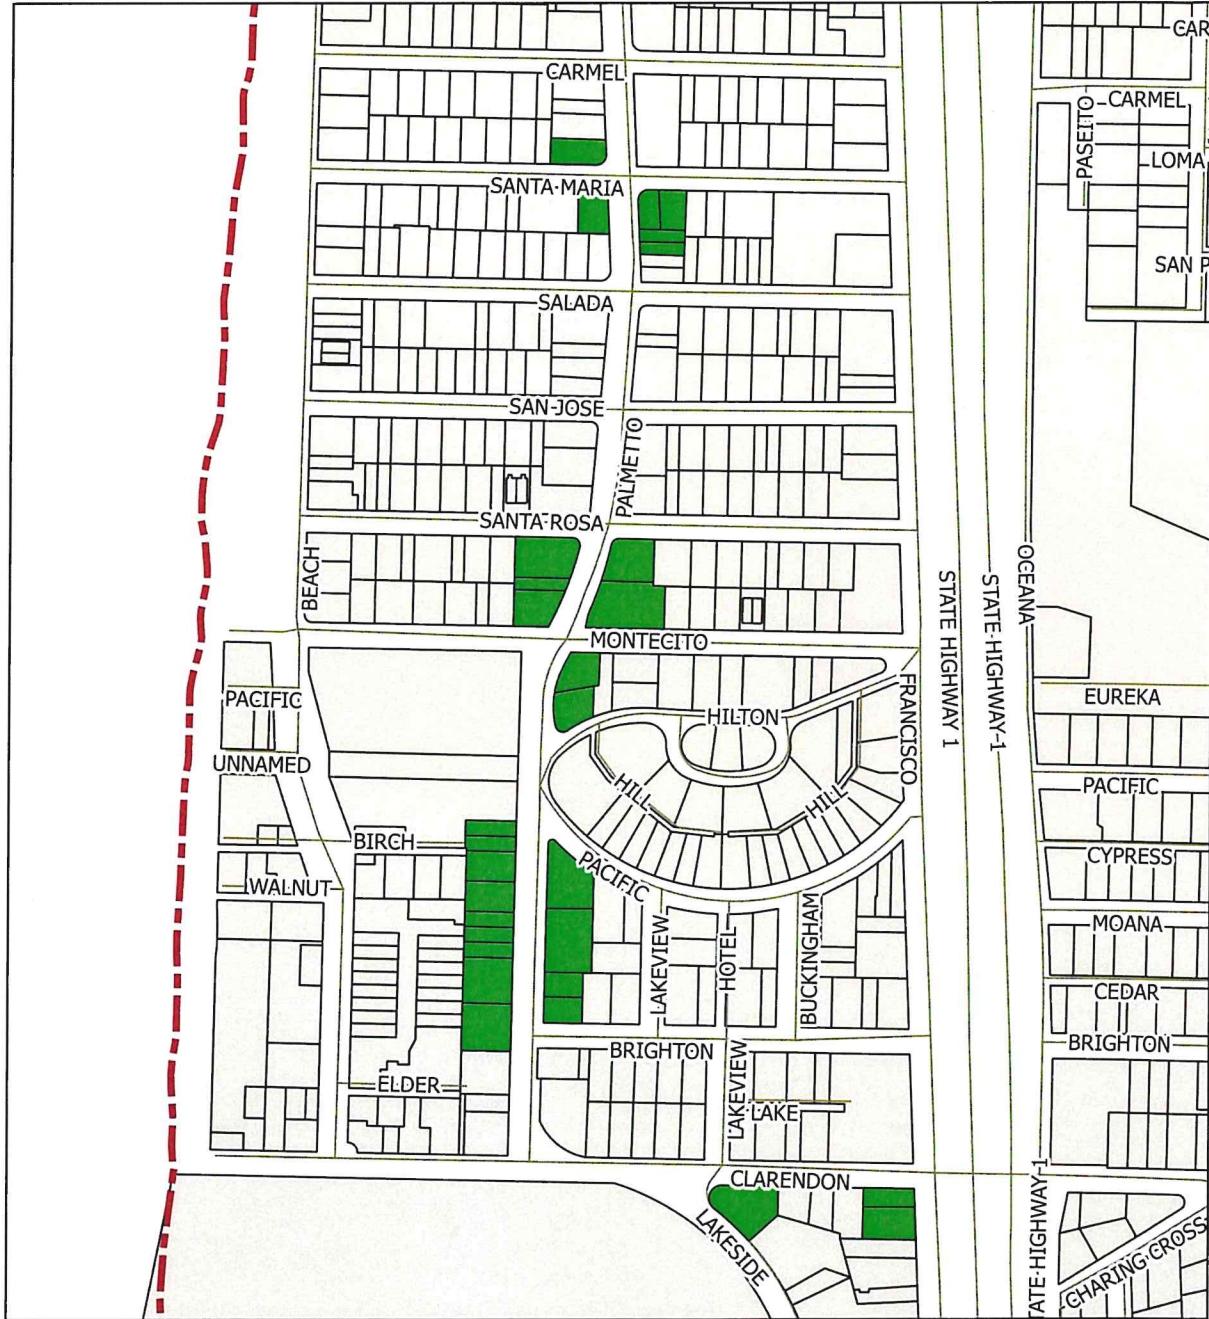 CAR
CARMEL
CARMEL
PASEITO
LOMA
SANTA MARIA
SAN P
SALADA
SAN JOSE
PALMETTO
SANTA ROSA
BEACH
OCEANA
STATE HIGHWAY 1
STATE HIGHWAY 1
MONTECITO
FRANCISCO
PACIFIC
EUREKA
HILTON
UNNAMED
HILL
HILL
PACIFIC
BIRCH
CYPRESS
PACIFIC
WALNUT
LAKEVIEW
HOTEL
BUCKINGHAM
MOANA
CEDAR
BRIGHTON
BRIGHTON
ELDER
LAKEVIEW
LAKE
CLARENDON
LAKESIDE
TATE HIGHWAY 1
CHARING CROSS